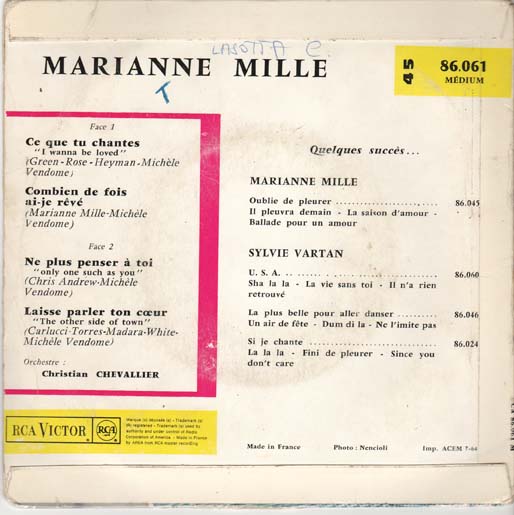 LASOTTA C
MARIANNE MILLE
T
45
86.061
MÉDIUM
Face 1
Ce que tu chantes
"I wanna be loved"
(Green - Rose - Heyman - Michèle
Vendome)
Combien de fois
ai-je rêvé
(Marianne Mille-Michèle
Vendome)
Face 2
Ne plus penser à toi
"only one such as you"
(Chris Andrew-Michèle
Vendome)
Laisse parler ton cœur
"The other side of town"
(Carlucci-Torres-Madara-White-
Michèle Vendome)
Orchestre :
Christian CHEVALLIER
Quelques succés...
MARIANNE MILLE
Oublie de pleurer .................... 86.045
Il pleuvra demain - La saison d'amour -
Ballade pour un amour
SYLVIE VARTAN
U. S. A. .............................. 86.060
Sha la la - La vie sans toi - Il n'a rien
retrouvé
La plus belle pour aller danser .......... 86.046
Un air de fête - Dum di la - Ne l'imite pas
Si je chante .......................... 86.024
La la la - Fini de pleurer - Since you
don't care
RCA VICTOR
RCA
Made in France
Photo : Nencioli
Imp. ACEM 7-64